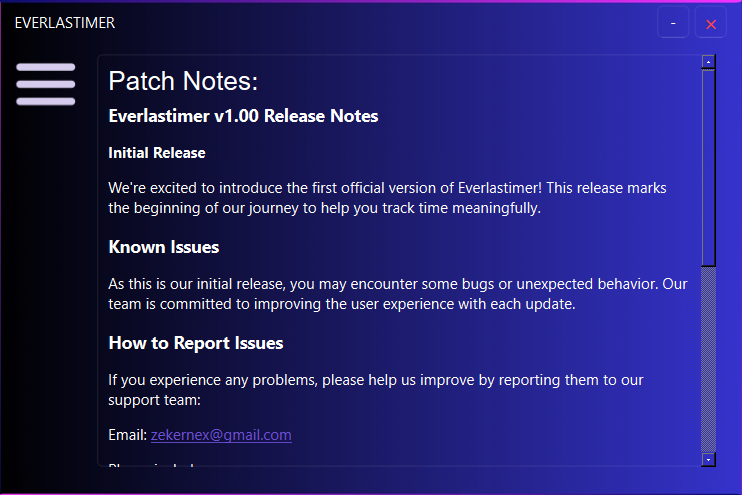 EVERLASTIMER
Patch Notes:
Everlastimer v1.00 Release Notes
Initial Release
We're excited to introduce the first official version of Everlastimer! This release marks
the beginning of our journey to help you track time meaningfully.
Known Issues
As this is our initial release, you may encounter some bugs or unexpected behavior. Our
team is committed to improving the user experience with each update.
How to Report Issues
If you experience any problems, please help us improve by reporting them to our
support team:
Email: zekernex@gmail.com